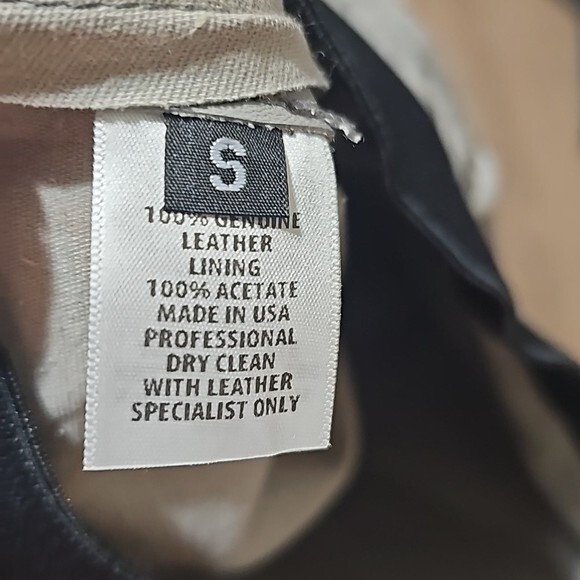 S
100% GENUINE
LEATHER
LINING
100% ACETATE
MADE IN USA
PROFESSIONAL
DRY CLEAN
WITH LEATHER
SPECIALIST ONLY